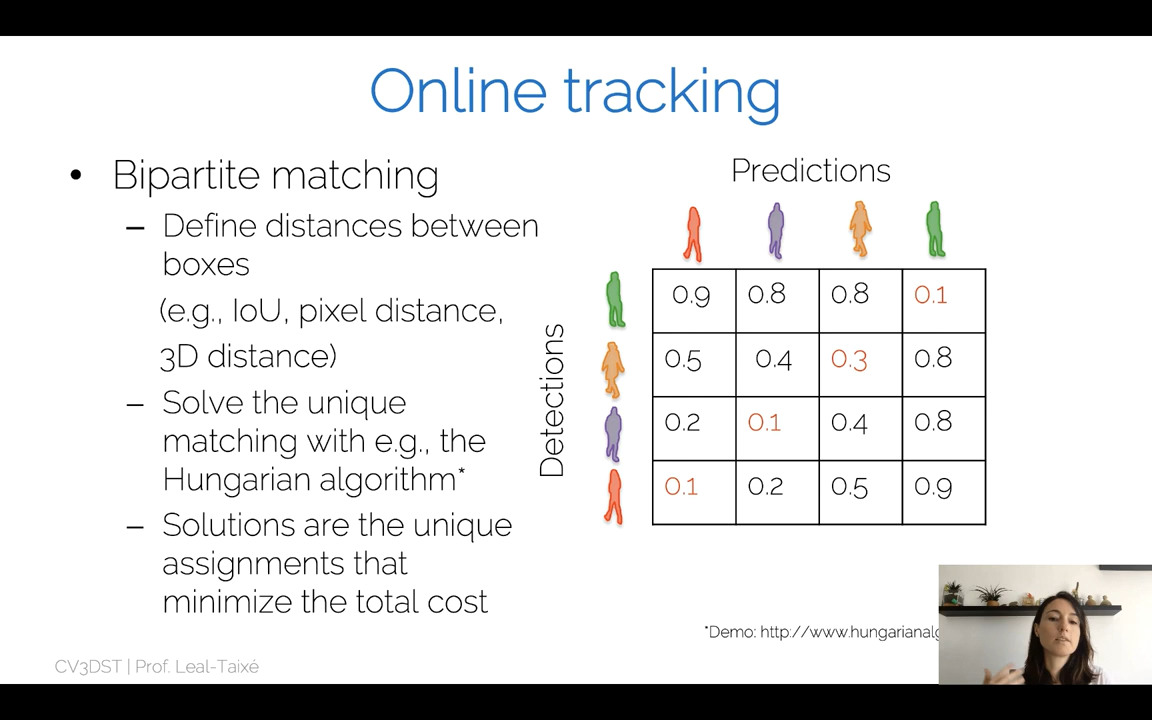 Online tracking
• Bipartite matching
– Define distances between
boxes
(e.g., IoU, pixel distance,
3D distance)
– Solve the unique
matching with e.g., the
Hungarian algorithm*
– Solutions are the unique
assignments that
minimize the total cost
Predictions
Detections
0.9 0.8 0.8 0.1
0.5 0.4 0.3 0.8
0.2 0.1 0.4 0.8
0.1 0.2 0.5 0.9
*Demo: http://www.hungarianalg
CV3DST | Prof. Leal-Taixé